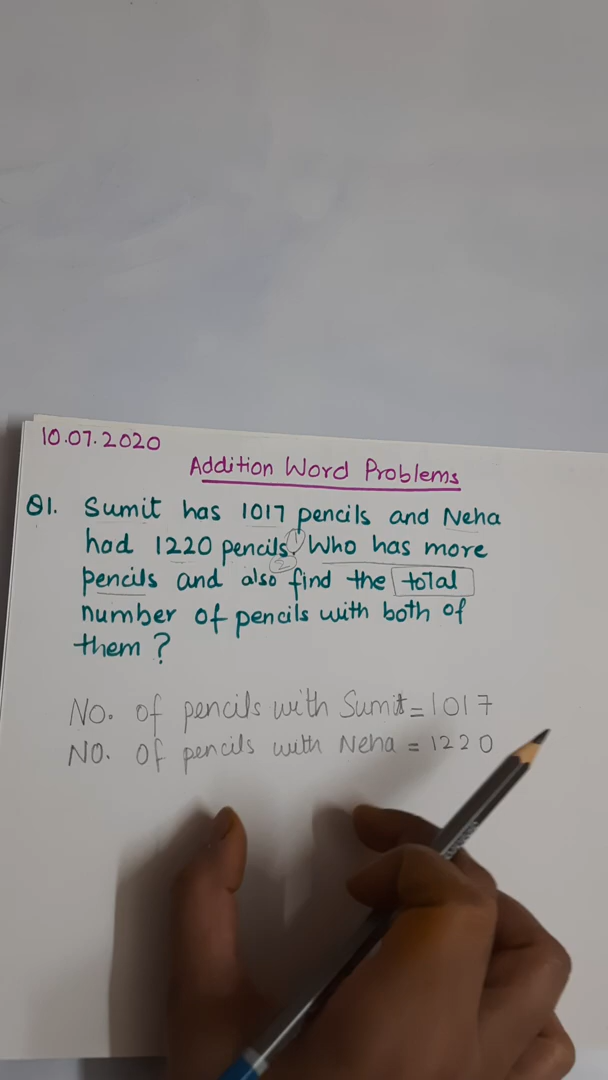 10.07.2020
Addition Word Problems
Q1. Sumit has 1017 pencils and Neha
had 1220 pencils. (1) Who has more
(2)
pencils and also find the total
number of pencils with both of
them ?
No. of pencils with Sumit = 1017
NO. of pencils with Neha = 1220